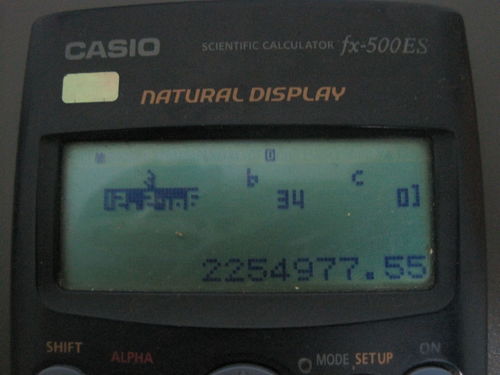 CASIO SCIENTIFIC CALCULATOR fx-500ES
NATURAL DISPLAY
D
b c
34 0]
2254977.55
SHIFT ALPHA MODE SETUP ON